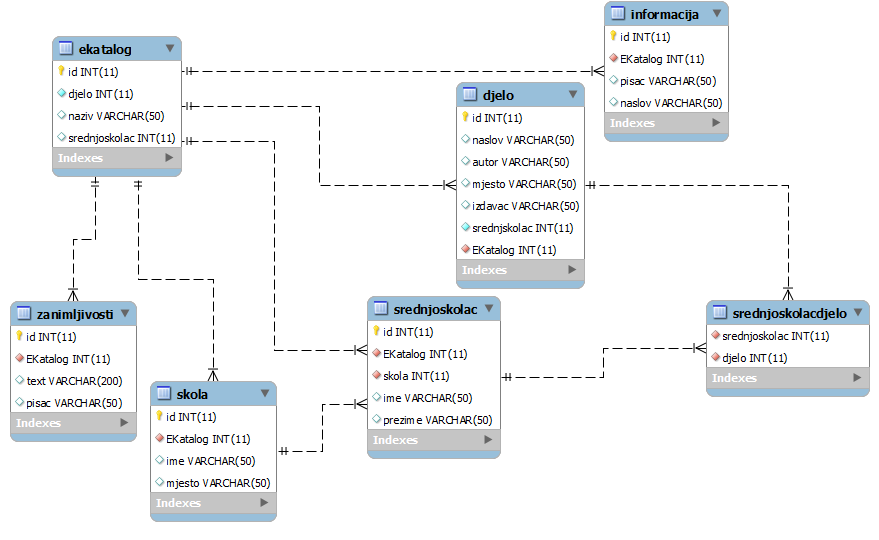 ekatalog
id INT(11)
djelo INT(11)
naziv VARCHAR(50)
srednjoskolac INT(11)
Indexes
informacija
id INT(11)
EKatalog INT(11)
pisac VARCHAR(50)
naslov VARCHAR(50)
Indexes
djelo
id INT(11)
naslov VARCHAR(50)
autor VARCHAR(50)
mjesto VARCHAR(50)
izdavac VARCHAR(50)
srednjskolac INT(11)
EKatalog INT(11)
Indexes
zanimljivosti
id INT(11)
EKatalog INT(11)
text VARCHAR(200)
pisac VARCHAR(50)
Indexes
skola
id INT(11)
EKatalog INT(11)
ime VARCHAR(50)
mjesto VARCHAR(50)
Indexes
srednjoskolac
id INT(11)
EKatalog INT(11)
skola INT(11)
ime VARCHAR(50)
prezime VARCHAR(50)
Indexes
srednjoskolacdjelo
srednjoskolac INT(11)
djelo INT(11)
Indexes